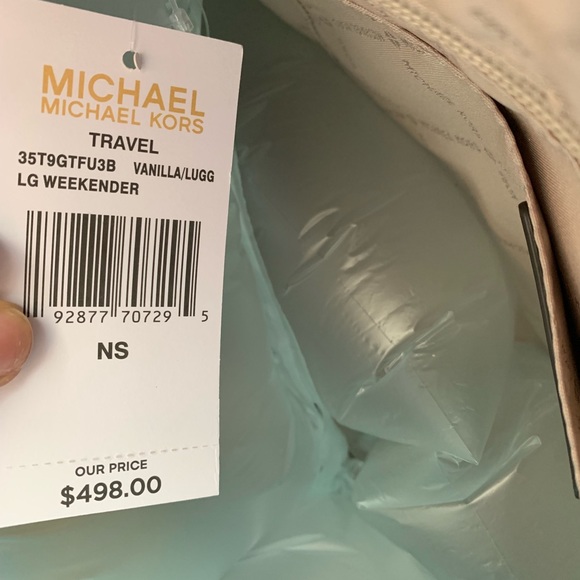 MICHAEL
MICHAEL KORS
TRAVEL
35T9GTFU3B VANILLA/LUGG
LG WEEKENDER
92877 70729 5
NS
OUR PRICE
$498.00